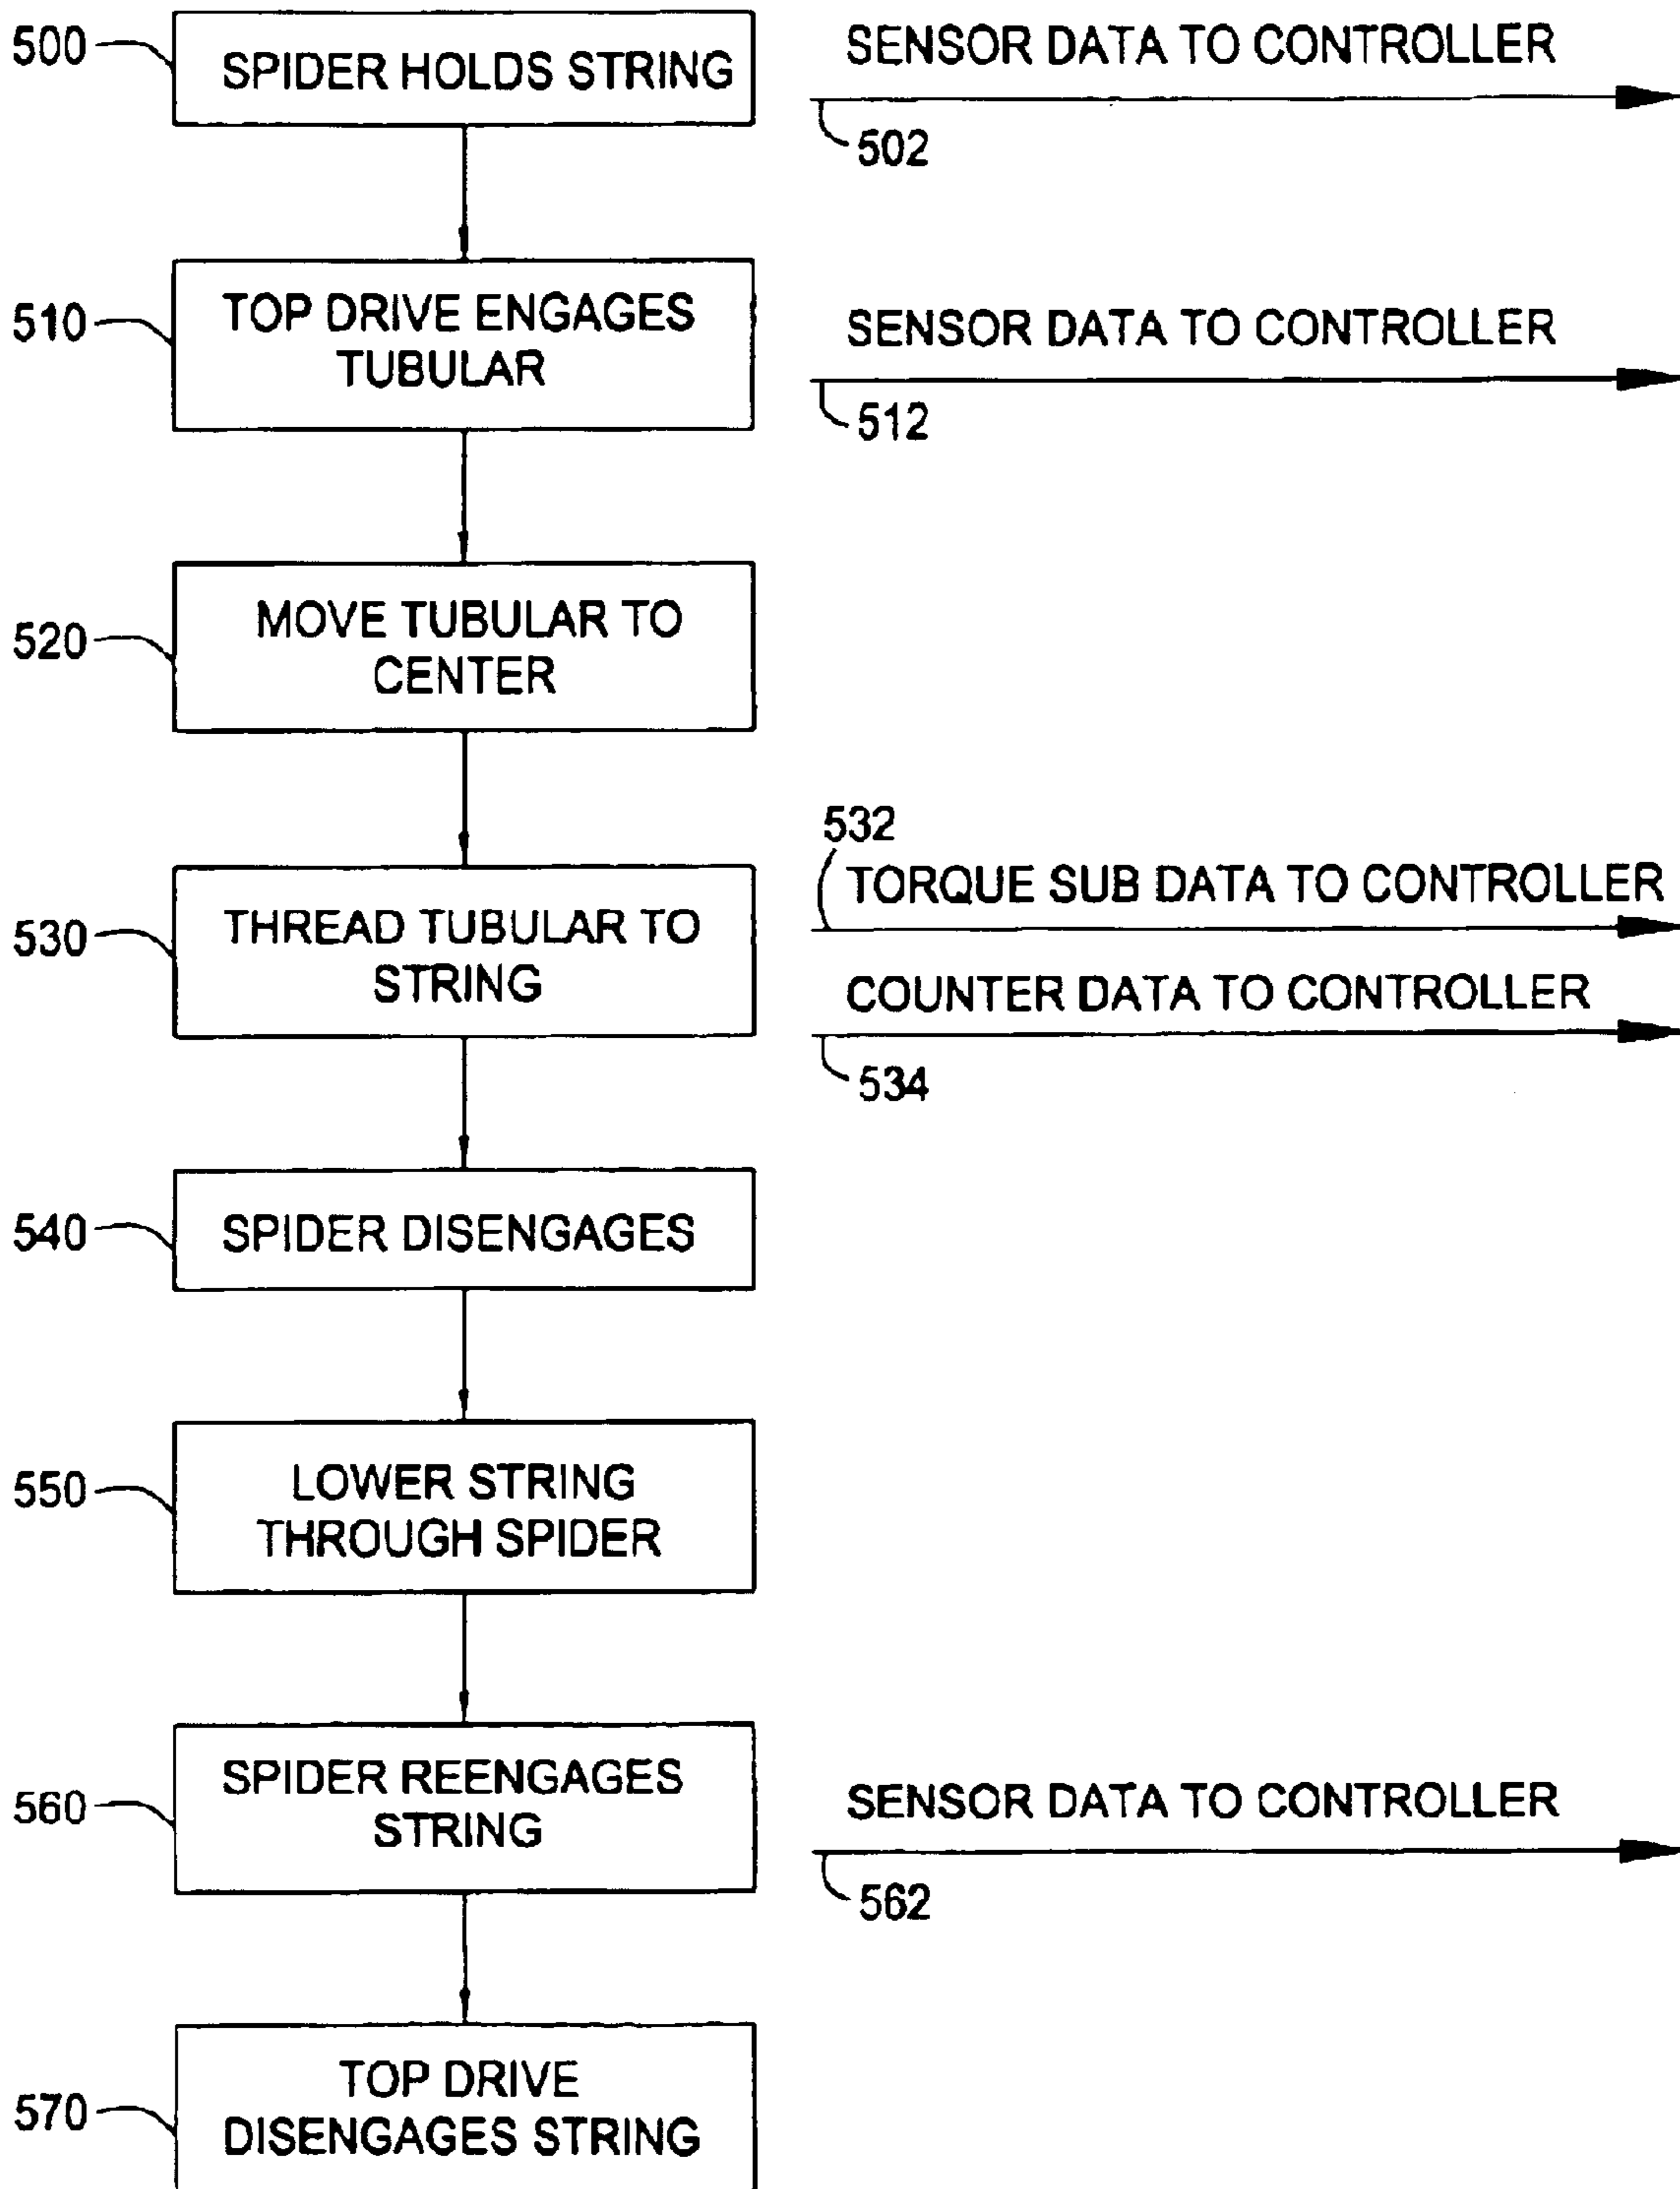 500
SPIDER HOLDS STRING
SENSOR DATA TO CONTROLLER
502
510
TOP DRIVE ENGAGES
TUBULAR
SENSOR DATA TO CONTROLLER
512
520
MOVE TUBULAR TO
CENTER
530
THREAD TUBULAR TO
STRING
532
TORQUE SUB DATA TO CONTROLLER
COUNTER DATA TO CONTROLLER
534
540
SPIDER DISENGAGES
550
LOWER STRING
THROUGH SPIDER
560
SPIDER REENGAGES
STRING
SENSOR DATA TO CONTROLLER
562
570
TOP DRIVE
DISENGAGES STRING